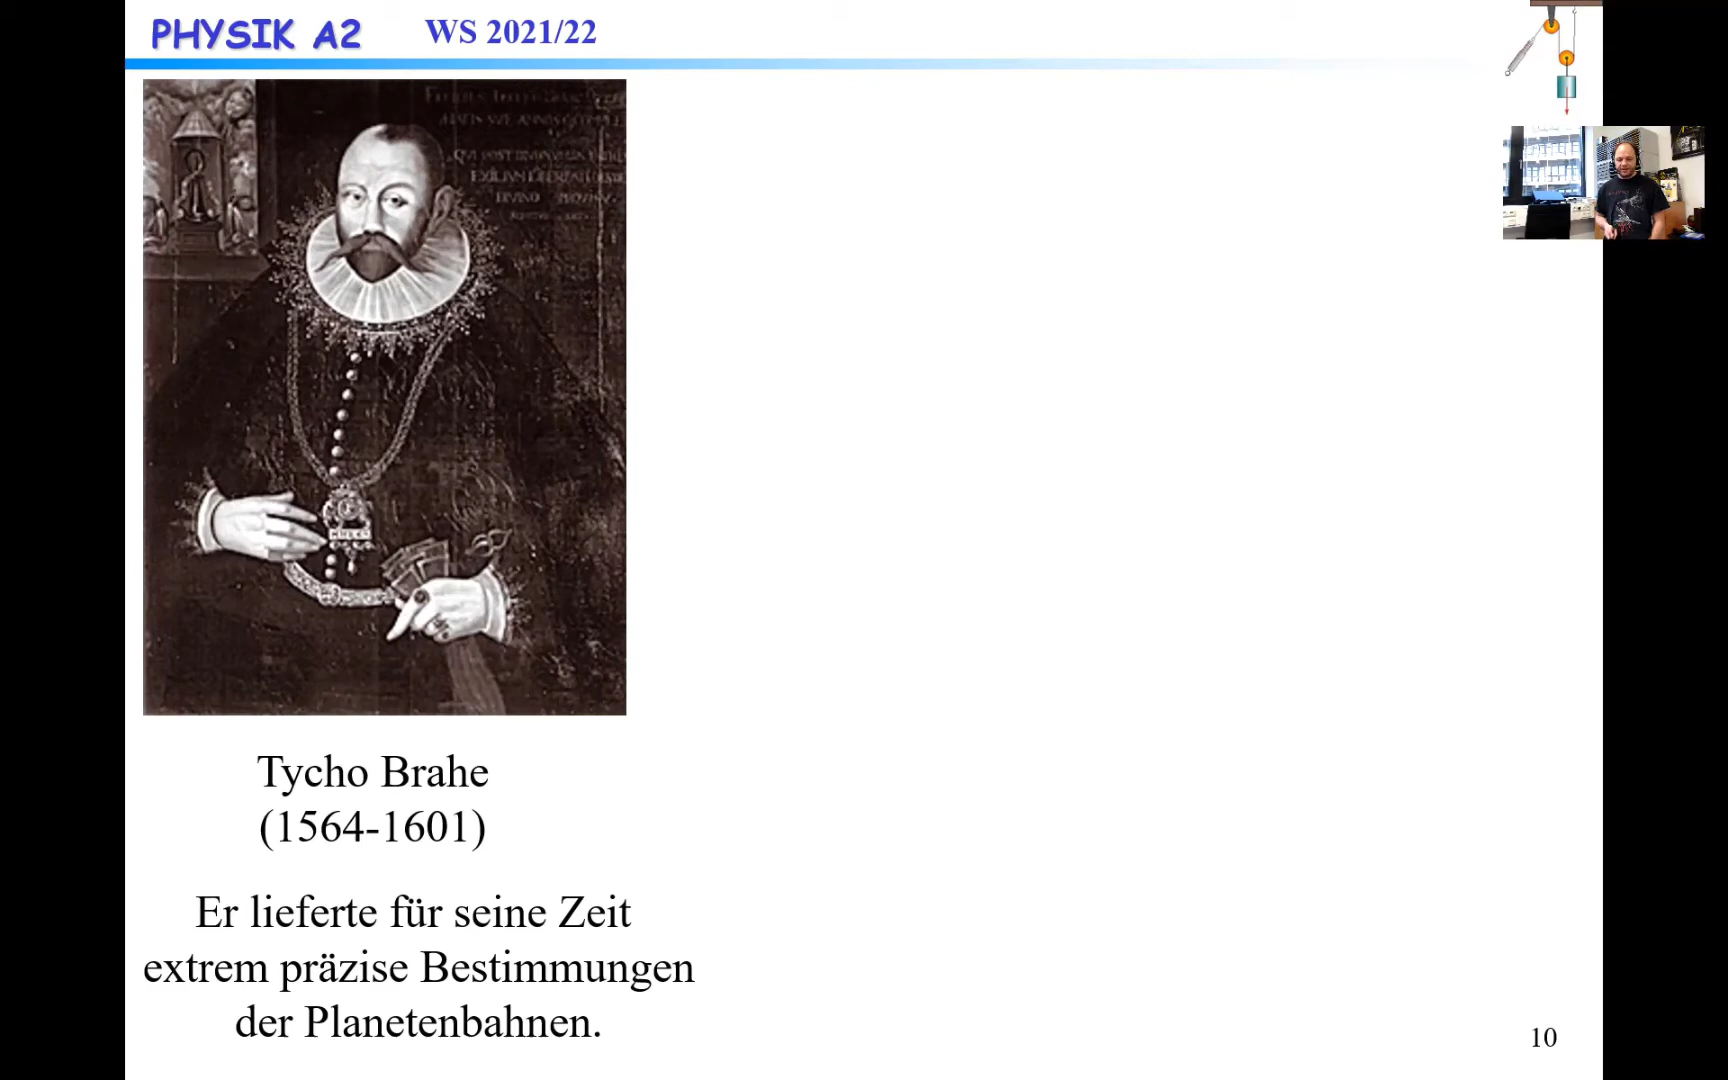 PHYSIK A2 WS 2021/22
Tycho Brahe
(1564-1601)
Er lieferte für seine Zeit
extrem präzise Bestimmungen
der Planetenbahnen.
10